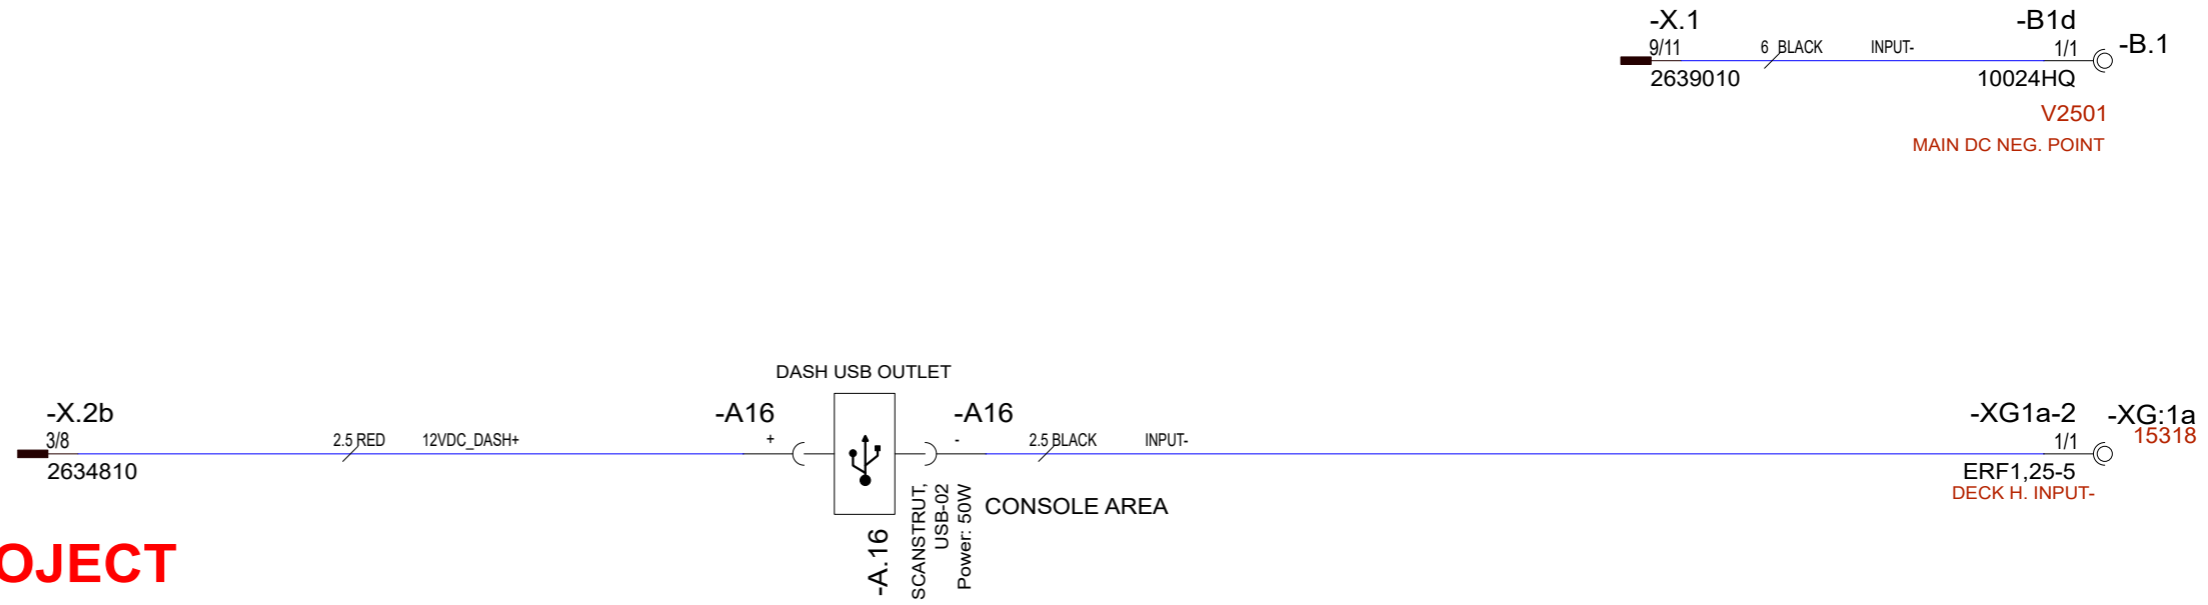 -X.1
9/11
6 BLACK
INPUT-
2639010
-B1d
1/1
-B.1
10024HQ
V2501
MAIN DC NEG. POINT
DASH USB OUTLET
-X.2b
3/8
2.5 RED
12VDC_DASH+
2634810
-A16
+
-A16
-
2.5 BLACK
INPUT-
-XG1a-2
1/1
-XG:1a
15318
ERF1,25-5
DECK H. INPUT-
-A.16
SCANSTRUT,
USB-02
Power: 50W
CONSOLE AREA
OJECT